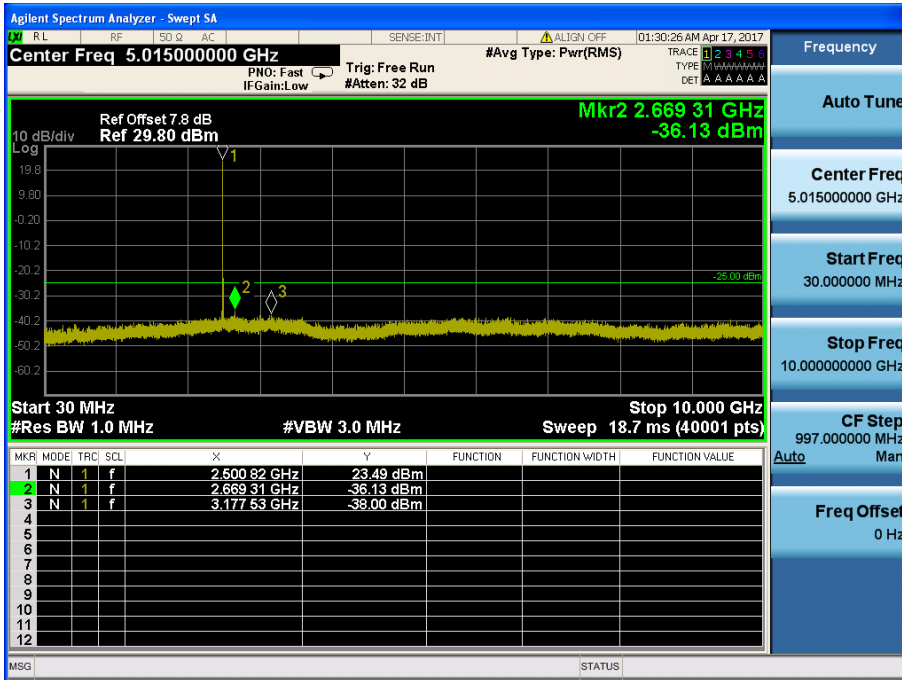 Agilent Spectrum Analyzer - Swept SA
LXI RL RF 50 Ω AC SENSE:INT ALIGN OFF 01:30:26 AM Apr 17, 2017
Center Freq 5.015000000 GHz
PNO: Fast
IFGain:Low
Trig: Free Run
#Atten: 32 dB
#Avg Type: Pwr(RMS)
TRACE 1 2 3 4 5 6
TYPE M WWWWW
DET A A A A A A
Frequency
Auto Tune
Center Freq
5.015000000 GHz
Start Freq
30.000000 MHz
Stop Freq
10.000000000 GHz
CF Step
997.000000 MHz
Auto Man
Freq Offset
0 Hz
Mkr2 2.669 31 GHz
-36.13 dBm
Ref Offset 7.8 dB
10 dB/div Ref 29.80 dBm
Log
19.8
9.80
-0.20
-10.2
-20.2
-30.2
-40.2
-50.2
-60.2
1
2
3
-25.00 dBm
Start 30 MHz Stop 10.000 GHz
#Res BW 1.0 MHz #VBW 3.0 MHz Sweep 18.7 ms (40001 pts)
MKR MODE TRC SCL X Y FUNCTION FUNCTION WIDTH FUNCTION VALUE
1 N 1 f 2.500 82 GHz 23.49 dBm
2 N 1 f 2.669 31 GHz -36.13 dBm
3 N 1 f 3.177 53 GHz -38.00 dBm
4
5
6
7
8
9
10
11
12
MSG STATUS